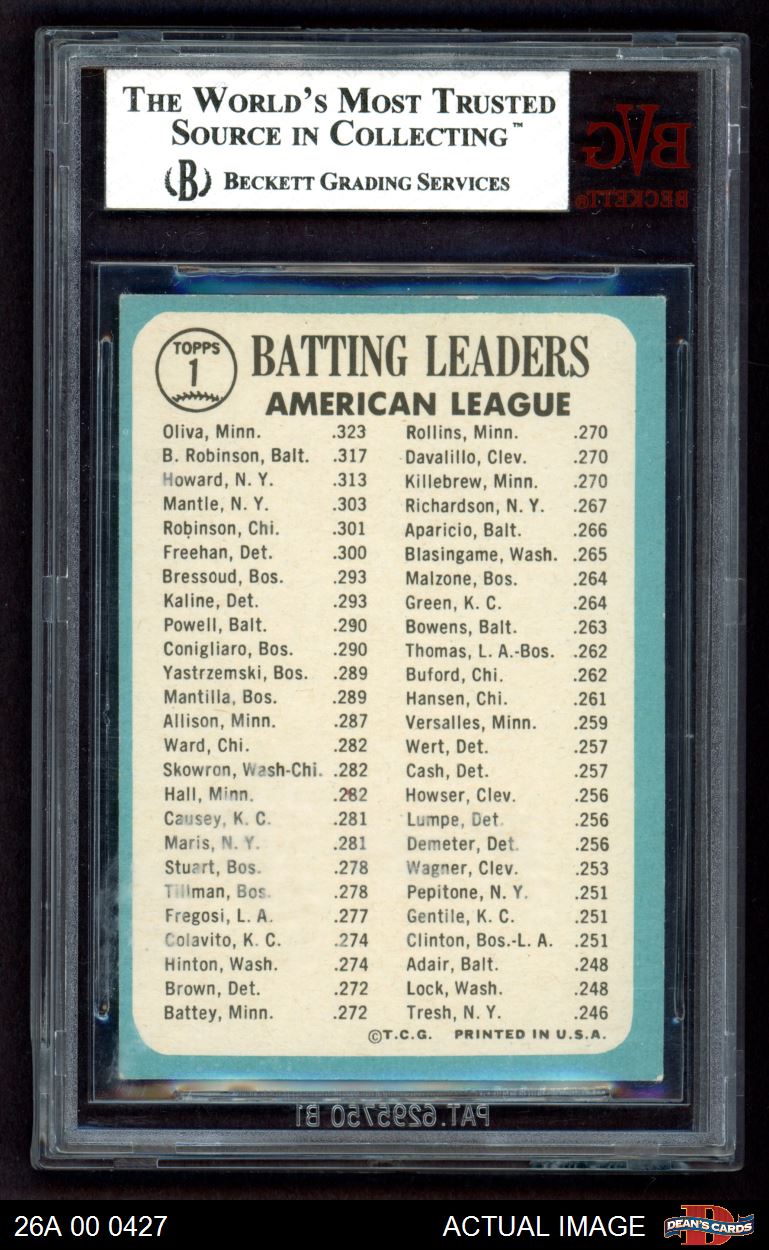 THE WORLD'S MOST TRUSTED
SOURCE IN COLLECTING™
B BECKETT GRADING SERVICES
BVG
BECKETT®
TOPPS
1
BATTING LEADERS
AMERICAN LEAGUE
Oliva, Minn. .323
B. Robinson, Balt. .317
Howard, N. Y. .313
Mantle, N. Y. .303
Robinson, Chi. .301
Freehan, Det. .300
Bressoud, Bos. .293
Kaline, Det. .293
Powell, Balt. .290
Conigliaro, Bos. .290
Yastrzemski, Bos. .289
Mantilla, Bos. .289
Allison, Minn. .287
Ward, Chi. .282
Skowron, Wash-Chi. .282
Hall, Minn. .282
Causey, K. C. .281
Maris, N. Y. .281
Stuart, Bos. .278
Tillman, Bos. .278
Fregosi, L. A. .277
Colavito, K. C. .274
Hinton, Wash. .274
Brown, Det. .272
Battey, Minn. .272
Rollins, Minn. .270
Davalillo, Clev. .270
Killebrew, Minn. .270
Richardson, N. Y. .267
Aparicio, Balt. .266
Blasingame, Wash. .265
Malzone, Bos. .264
Green, K. C. .264
Bowens, Balt. .263
Thomas, L. A.-Bos. .262
Buford, Chi. .262
Hansen, Chi. .261
Versalles, Minn. .259
Wert, Det. .257
Cash, Det. .257
Howser, Clev. .256
Lumpe, Det. .256
Demeter, Det. .256
Wagner, Clev. .253
Pepitone, N. Y. .251
Gentile, K. C. .251
Clinton, Bos.-L. A. .251
Adair, Balt. .248
Lock, Wash. .248
Tresh, N. Y. .246
©T.C.G. PRINTED IN U.S.A.
PAT.6295750 B1
26A 00 0427
ACTUAL IMAGE
D
DEAN'S CARDS